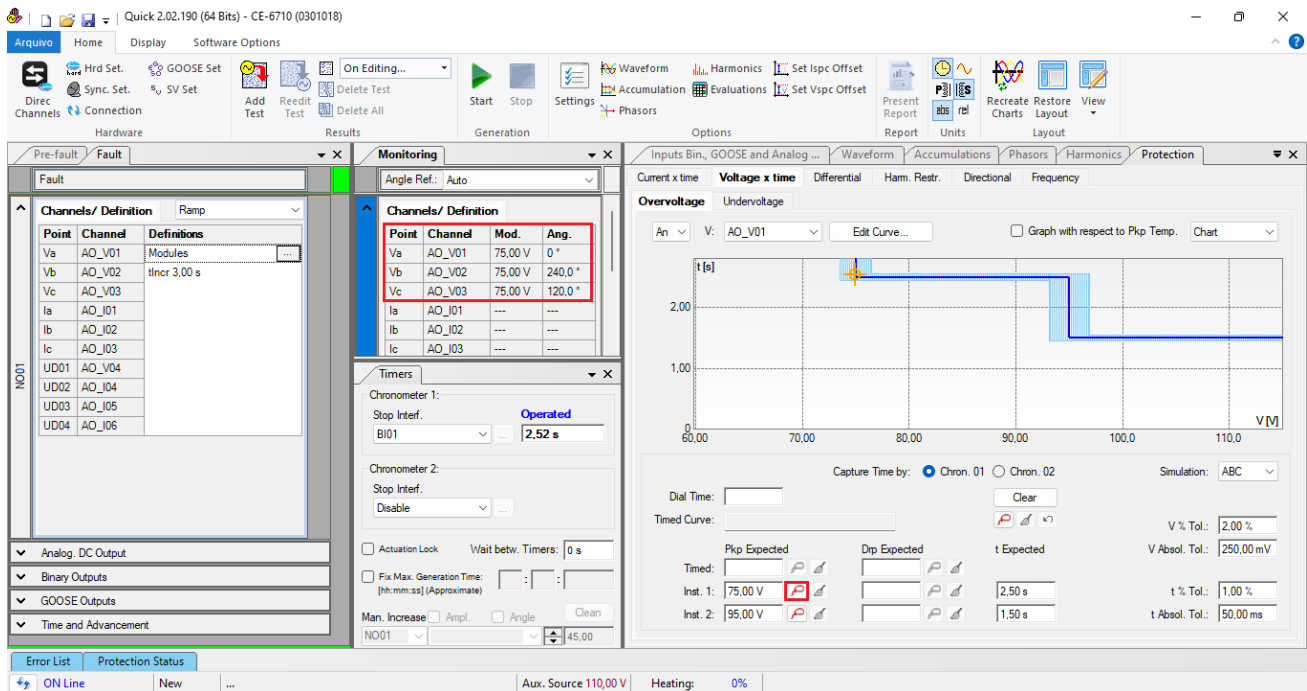 Quick 2.02.190 (64 Bits) - CE-6710 (0301018)
Arquivo Home Display Software Options
Direc Channels
Hrd Set.
Sync. Set.
Connection
GOOSE Set
SV Set
Hardware
Add Test
Reedit Test
On Editing...
Delete Test
Delete All
Results
Start Stop
Generation
Settings
Waveform Harmonics Set Ispc Offset
Accumulation Evaluations Set Vspc Offset
Phasors
Options
Present Report
Report
abs rel
Units
Recreate Charts
Restore Layout
View
Layout
Pre-fault Fault
Fault
Channels/ Definition Ramp
Point Channel Definitions
Va AO_V01 Modules ...
Vb AO_V02 tIncr 3,00 s
Vc AO_V03
Ia AO_I01
Ib AO_I02
Ic AO_I03
UD01 AO_V04
UD02 AO_I04
UD03 AO_I05
UD04 AO_I06
NO01
Analog. DC Output
Binary Outputs
GOOSE Outputs
Time and Advancement
Monitoring
Angle Ref.: Auto
Channels/ Definition
Point Channel Mod. Ang.
Va AO_V01 75,00 V 0 °
Vb AO_V02 75,00 V 240,0 °
Vc AO_V03 75,00 V 120,0 °
Ia AO_I01 --- ---
Ib AO_I02 --- ---
Ic AO_I03 --- ---
Timers
Chronometer 1:
Stop Interf. Operated
BI01 ... 2,52 s
Chronometer 2:
Stop Interf.
Disable ...
Actuation Lock Wait betw. Timers: 0 s
Fix Max. Generation Time: : :
[hh:mm:ss] (Approximate)
Man. Increase Ampl. Angle Clean
NO01 45,00
Inputs Bin., GOOSE and Analog ... Waveform Accumulations Phasors Harmonics Protection
Current x time Voltage x time Differential Harm. Restr. Directional Frequency
Overvoltage Undervoltage
An V: AO_V01 Edit Curve... Graph with respect to Pkp Temp. Chart
t [s]
2,00
1,00
0
60,00 70,00 80,00 90,00 100,0 110,0
V [V]
Capture Time by: Chron. 01 Chron. 02 Simulation: ABC
Dial Time: Clear
Timed Curve:
V % Tol.: 2,00 %
Pkp Expected Drp Expected t Expected V Absol. Tol.: 250,00 mV
Timed:
Inst. 1: 75,00 V 2,50 s t % Tol.: 1,00 %
Inst. 2: 95,00 V 1,50 s t Absol. Tol.: 50,00 ms
Error List Protection Status
ON Line New ... Aux. Source 110,00 V Heating: 0%